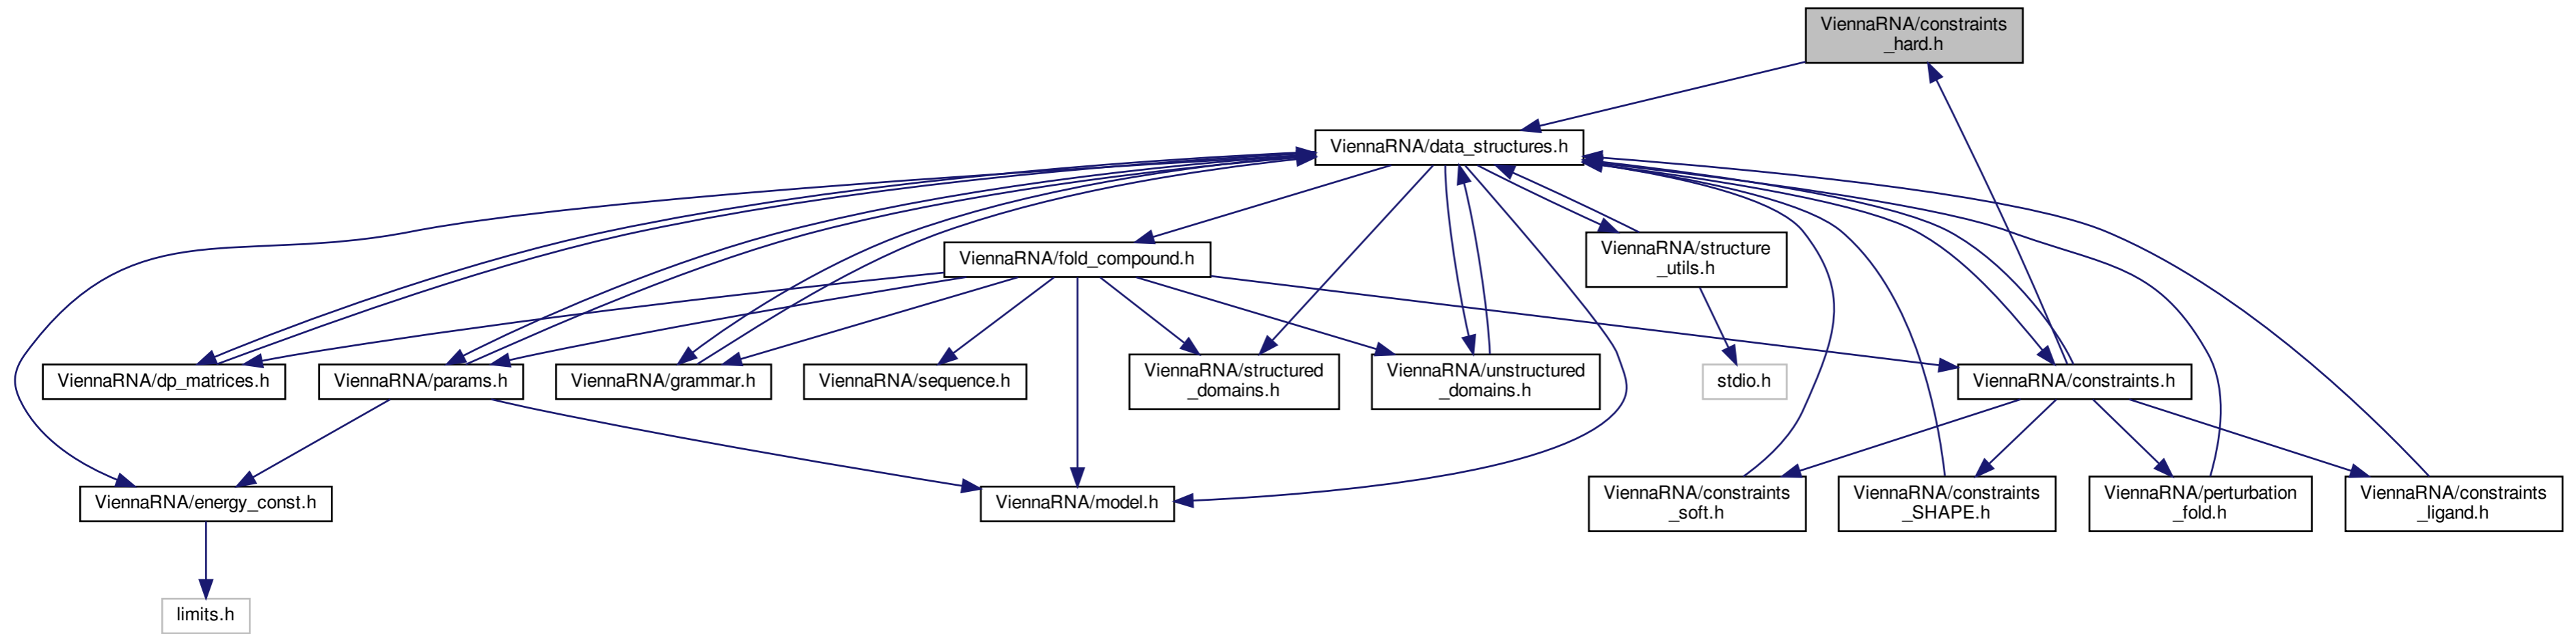 ViennaRNA/constraints
_hard.h
ViennaRNA/data_structures.h
ViennaRNA/fold_compound.h
ViennaRNA/structure
_utils.h
ViennaRNA/dp_matrices.h
ViennaRNA/params.h
ViennaRNA/grammar.h
ViennaRNA/sequence.h
ViennaRNA/structured
_domains.h
ViennaRNA/unstructured
_domains.h
stdio.h
ViennaRNA/constraints.h
ViennaRNA/energy_const.h
ViennaRNA/model.h
ViennaRNA/constraints
_soft.h
ViennaRNA/constraints
_SHAPE.h
ViennaRNA/perturbation
_fold.h
ViennaRNA/constraints
_ligand.h
limits.h